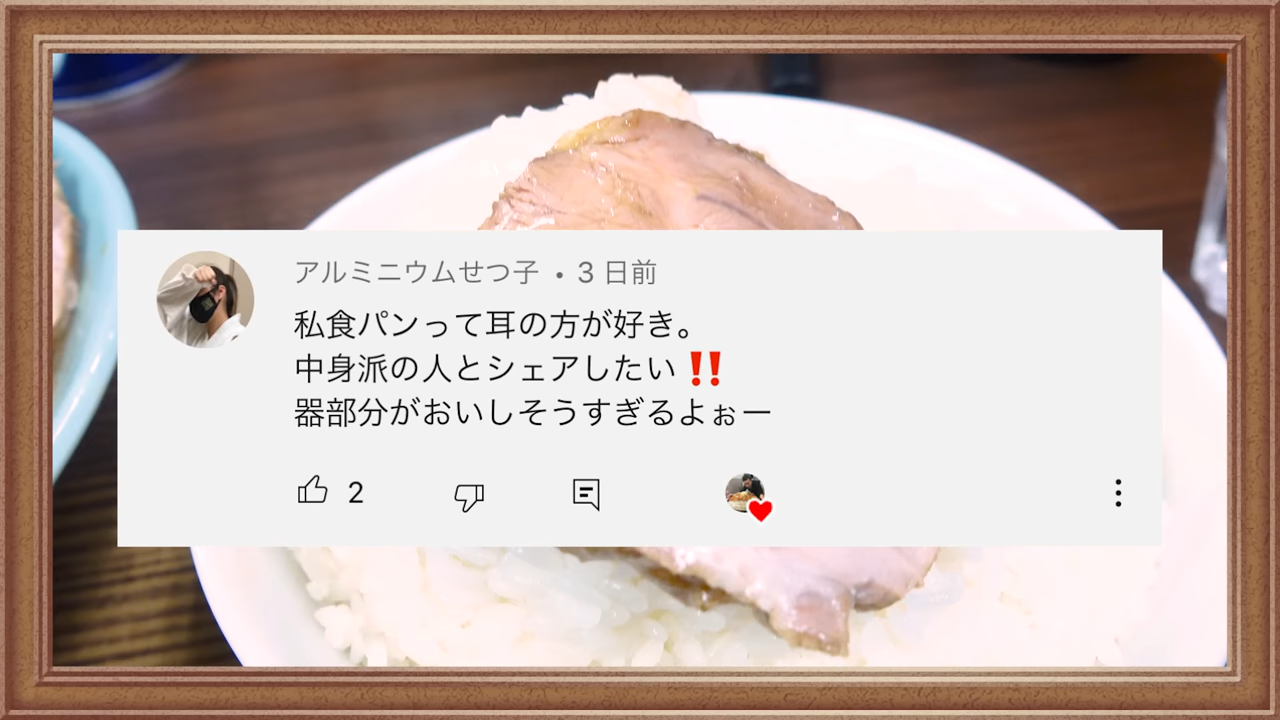 アルミニウムせつ子 • 3 日前
私食パンって耳の方が好き。
中身派の人とシェアしたい‼️
器部分がおいしそうすぎるよぉー
2